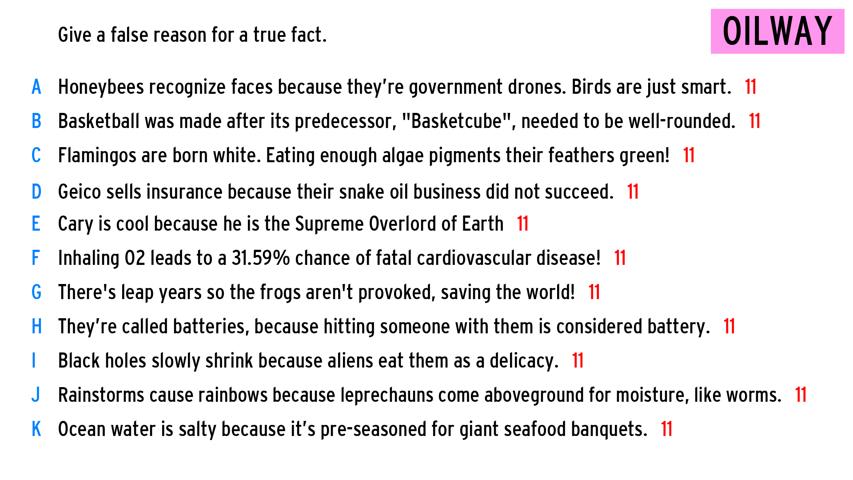 Give a false reason for a true fact.
OILWAY
A Honeybees recognize faces because they're government drones. Birds are just smart. 11
B Basketball was made after its predecessor, "Basketcube", needed to be well-rounded. 11
C Flamingos are born white. Eating enough algae pigments their feathers green! 11
D Geico sells insurance because their snake oil business did not succeed. 11
E Cary is cool because he is the Supreme Overlord of Earth 11
F Inhaling O2 leads to a 31.59% chance of fatal cardiovascular disease! 11
G There's leap years so the frogs aren't provoked, saving the world! 11
H They’re called batteries, because hitting someone with them is considered battery. 11
I Black holes slowly shrink because aliens eat them as a delicacy. 11
J Rainstorms cause rainbows because leprechauns come aboveground for moisture, like worms. 11
K Ocean water is salty because it’s pre-seasoned for giant seafood banquets. 11